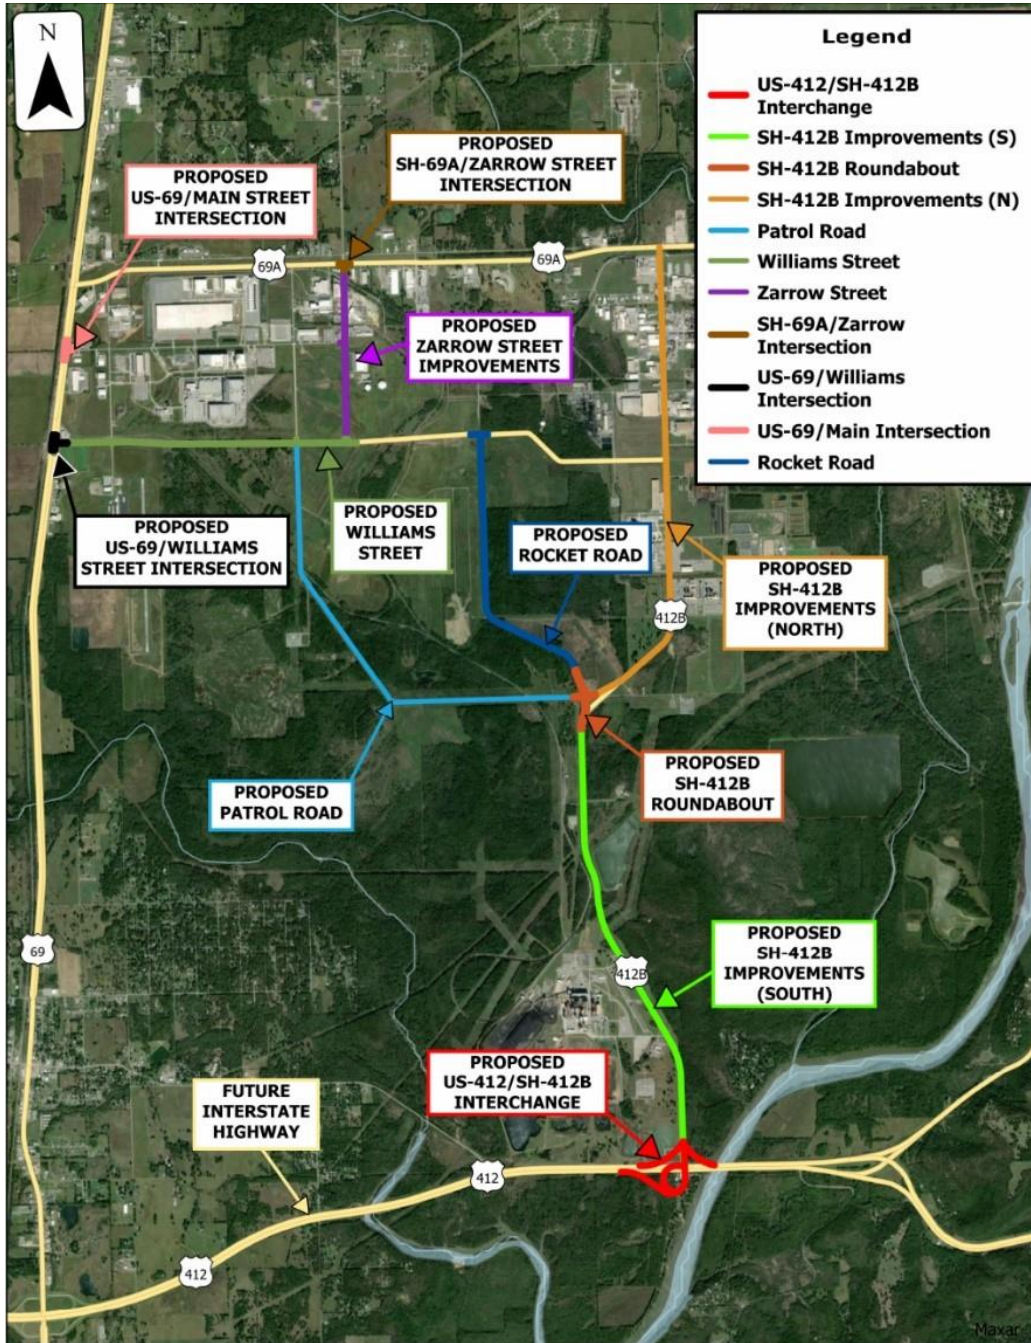 N
Legend
US-412/SH-412B
Interchange
SH-412B Improvements (S)
SH-412B Roundabout
SH-412B Improvements (N)
Patrol Road
Williams Street
Zarrow Street
SH-69A/Zarrow
Intersection
US-69/Williams
Intersection
US-69/Main Intersection
Rocket Road
PROPOSED
SH-69A/ZARROW STREET
INTERSECTION
PROPOSED
US-69/MAIN STREET
INTERSECTION
69A
69A
PROPOSED
ZARROW STREET
IMPROVEMENTS
PROPOSED
US-69/WILLIAMS
STREET INTERSECTION
PROPOSED
WILLIAMS
STREET
PROPOSED
ROCKET ROAD
PROPOSED
SH-412B
IMPROVEMENTS
(NORTH)
412B
PROPOSED
PATROL ROAD
PROPOSED
SH-412B
ROUNDABOUT
69
412B
PROPOSED
SH-412B
IMPROVEMENTS
(SOUTH)
PROPOSED
US-412/SH-412B
INTERCHANGE
FUTURE
INTERSTATE
HIGHWAY
412
412
Maxar